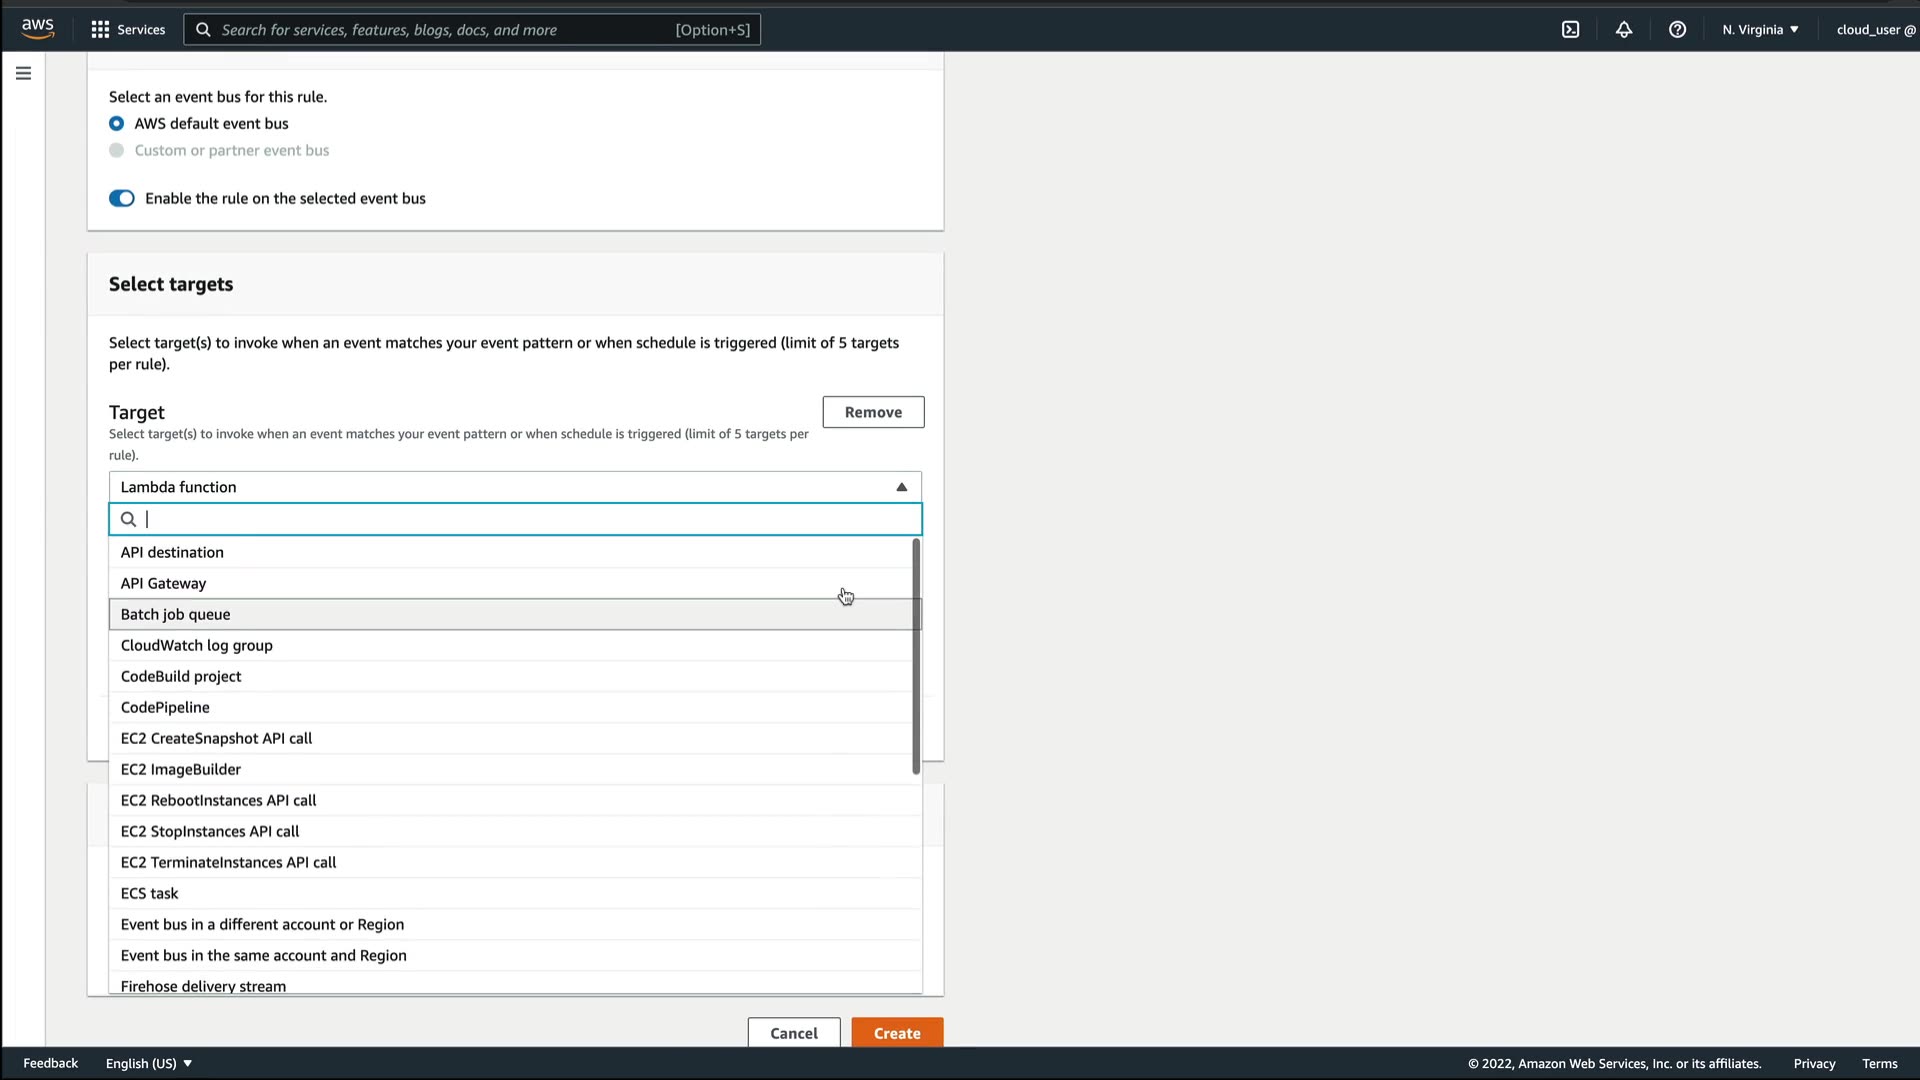 aws
Services
Search for services, features, blogs, docs, and more
[Option+S]
N. Virginia
cloud_user @
Select an event bus for this rule.
AWS default event bus
Custom or partner event bus
Enable the rule on the selected event bus
Select targets
Select target(s) to invoke when an event matches your event pattern or when schedule is triggered (limit of 5 targets
per rule).
Target
Remove
Select target(s) to invoke when an event matches your event pattern or when schedule is triggered (limit of 5 targets per
rule).
Lambda function
API destination
API Gateway
Batch job queue
CloudWatch log group
CodeBuild project
CodePipeline
EC2 CreateSnapshot API call
EC2 ImageBuilder
EC2 RebootInstances API call
EC2 StopInstances API call
EC2 TerminateInstances API call
ECS task
Event bus in a different account or Region
Event bus in the same account and Region
Firehose delivery stream
Cancel
Create
Feedback
English (US)
© 2022, Amazon Web Services, Inc. or its affiliates.
Privacy
Terms